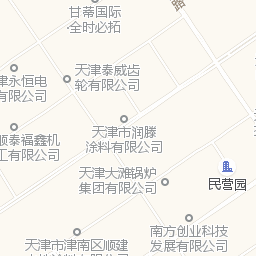 甘蒂国际
全时必拓
路
天津泰威齿
轮有限公司
津永恒电
有限公司
天津市润滕
涂料有限公司
顺泰福鑫机
工有限公司
天津大滩锅炉
集团有限公司
民营园
南方创业科技
发展有限公司
天津市津南区顺建